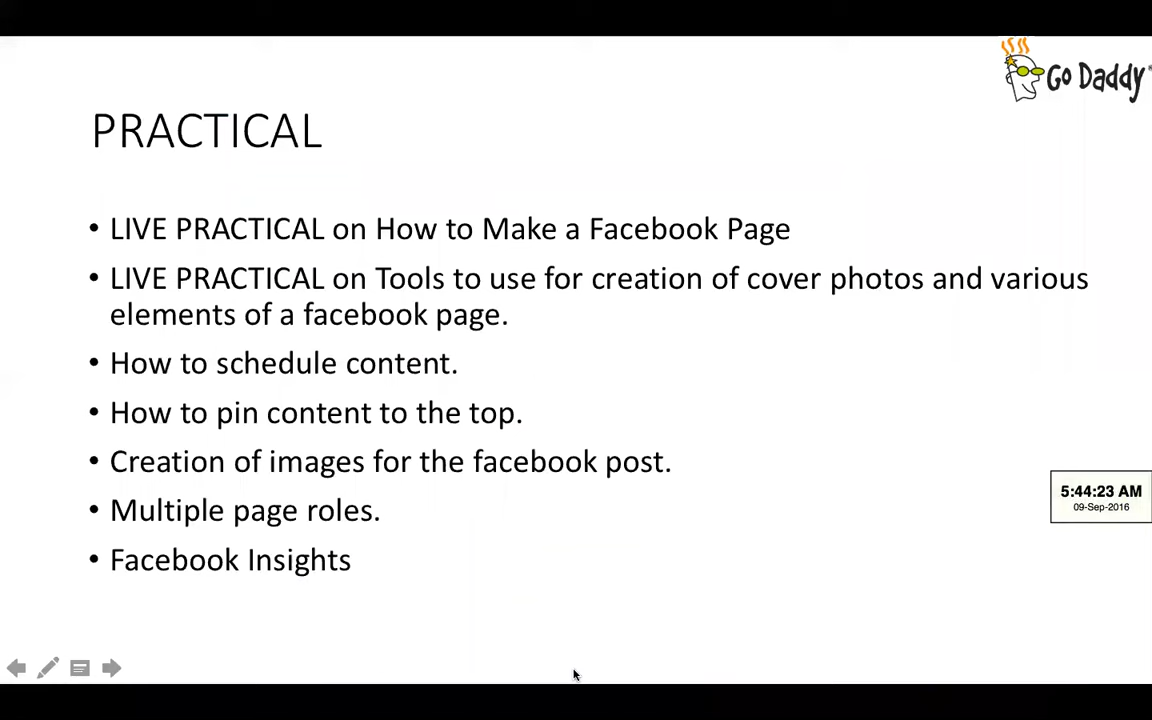 Go Daddy
PRACTICAL
• LIVE PRACTICAL on How to Make a Facebook Page
• LIVE PRACTICAL on Tools to use for creation of cover photos and various
elements of a facebook page.
• How to schedule content.
• How to pin content to the top.
• Creation of images for the facebook post.
• Multiple page roles.
• Facebook Insights
5:44:23 AM
09-Sep-2016